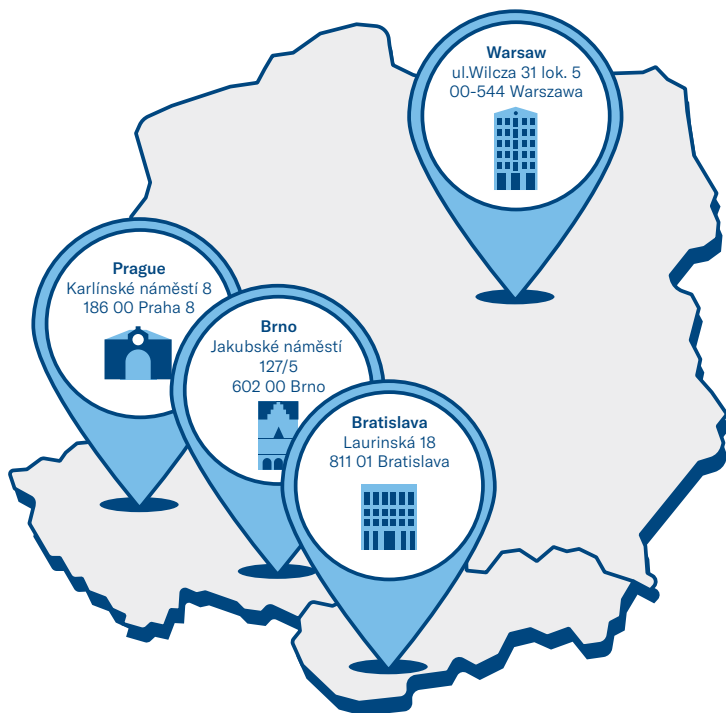 Warsaw
ul.Wilcza 31 lok. 5
00-544 Warszawa
Prague
Karlínské náměstí 8
186 00 Praha 8
Brno
Jakubské náměstí
127/5
602 00 Brno
Bratislava
Laurinská 18
811 01 Bratislava